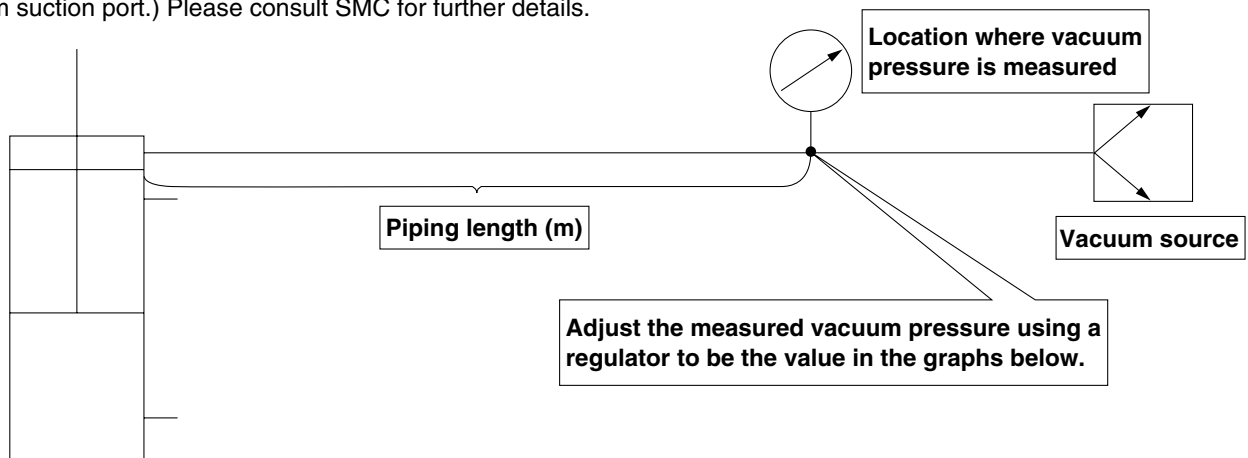 suction port.) Please consult SMC for further details.
Location where vacuum
pressure is measured
Piping length (m)
Vacuum source
Adjust the measured vacuum pressure using a
regulator to be the value in the graphs below.